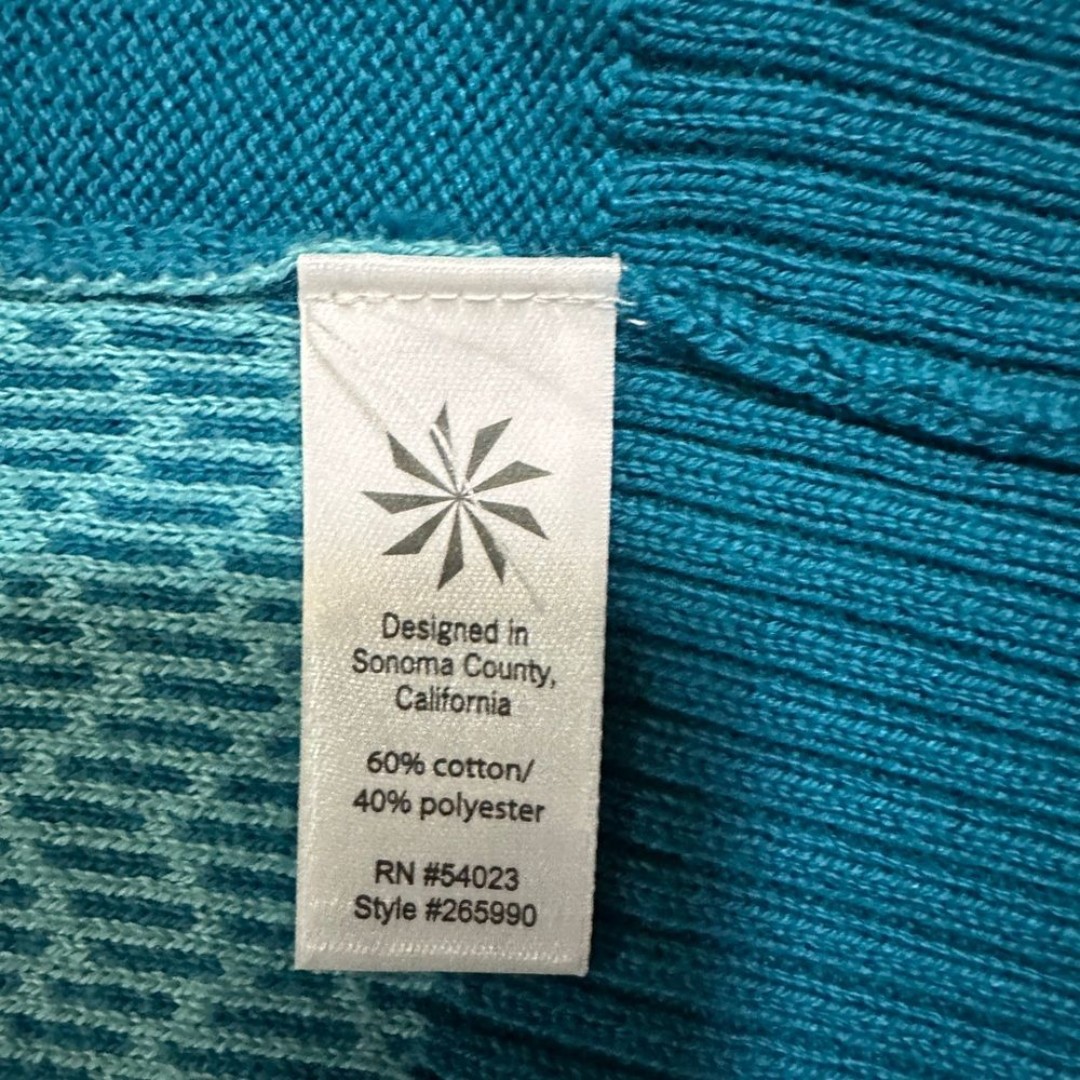 Designed in
Sonoma County,
California
60% cotton/
40% polyester
RN #54023
Style #265990